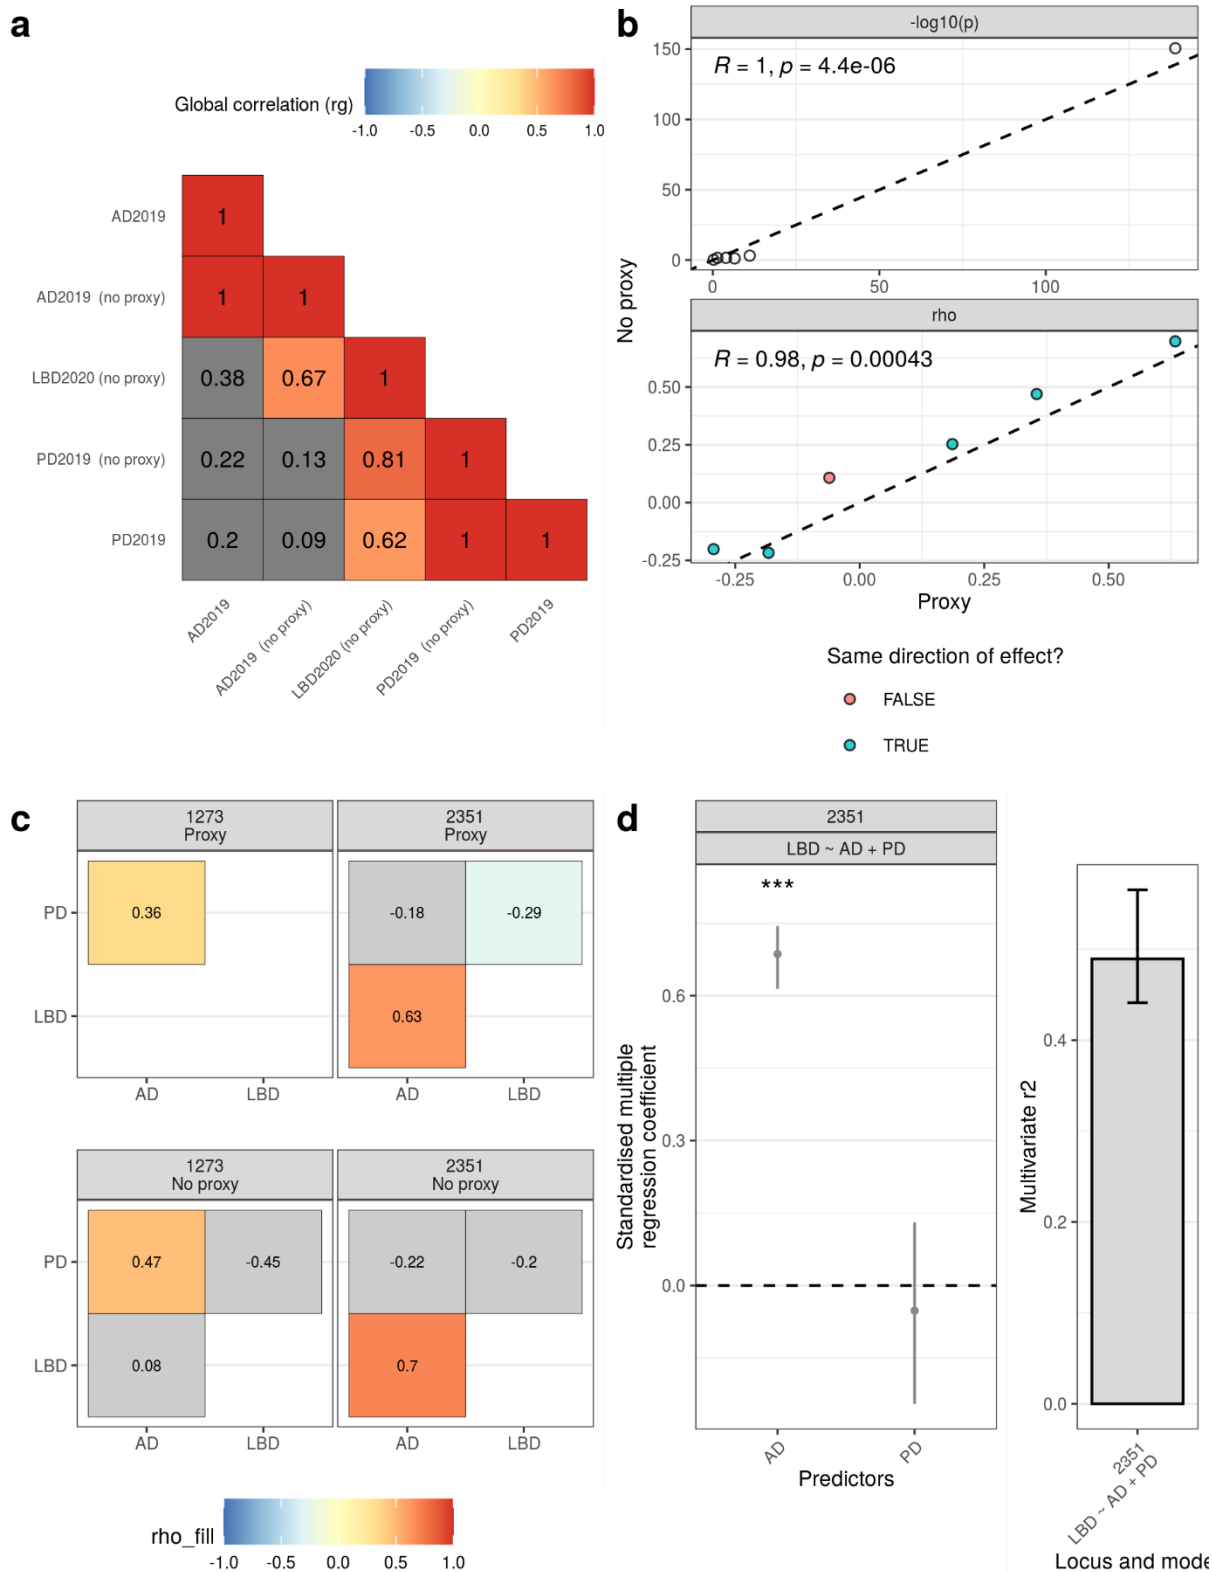 a
Global correlation (rg)
-1.0 -0.5 0.0 0.5 1.0
AD2019
AD2019 (no proxy)
LBD2020 (no proxy)
PD2019 (no proxy)
PD2019
1
1 1
0.38 0.67 1
0.22 0.13 0.81 1
0.2 0.09 0.62 1 1
AD2019
AD2019 (no proxy)
LBD2020 (no proxy)
PD2019 (no proxy)
PD2019
b
-log10(p)
R = 1, p = 4.4e-06
150
100
50
0
0 50 100
rho
R = 0.98, p = 0.00043
0.50
0.25
0.00
-0.25
-0.25 0.00 0.25 0.50
No proxy
Proxy
Same direction of effect?
FALSE
TRUE
c
1273
Proxy
2351
Proxy
PD
LBD
0.36
-0.18 -0.29
0.63
AD LBD
AD LBD
1273
No proxy
2351
No proxy
PD
LBD
0.47 -0.45
0.08
-0.22 -0.2
0.7
AD LBD
AD LBD
rho_fill
-1.0 -0.5 0.0 0.5 1.0
d
2351
LBD ~ AD + PD
***
Standardised multiple
regression coefficient
0.6
0.3
0.0
AD
PD
Predictors
Multivariate r2
0.4
0.2
0.0
2351
LBD ~ AD + PD
Locus and mode